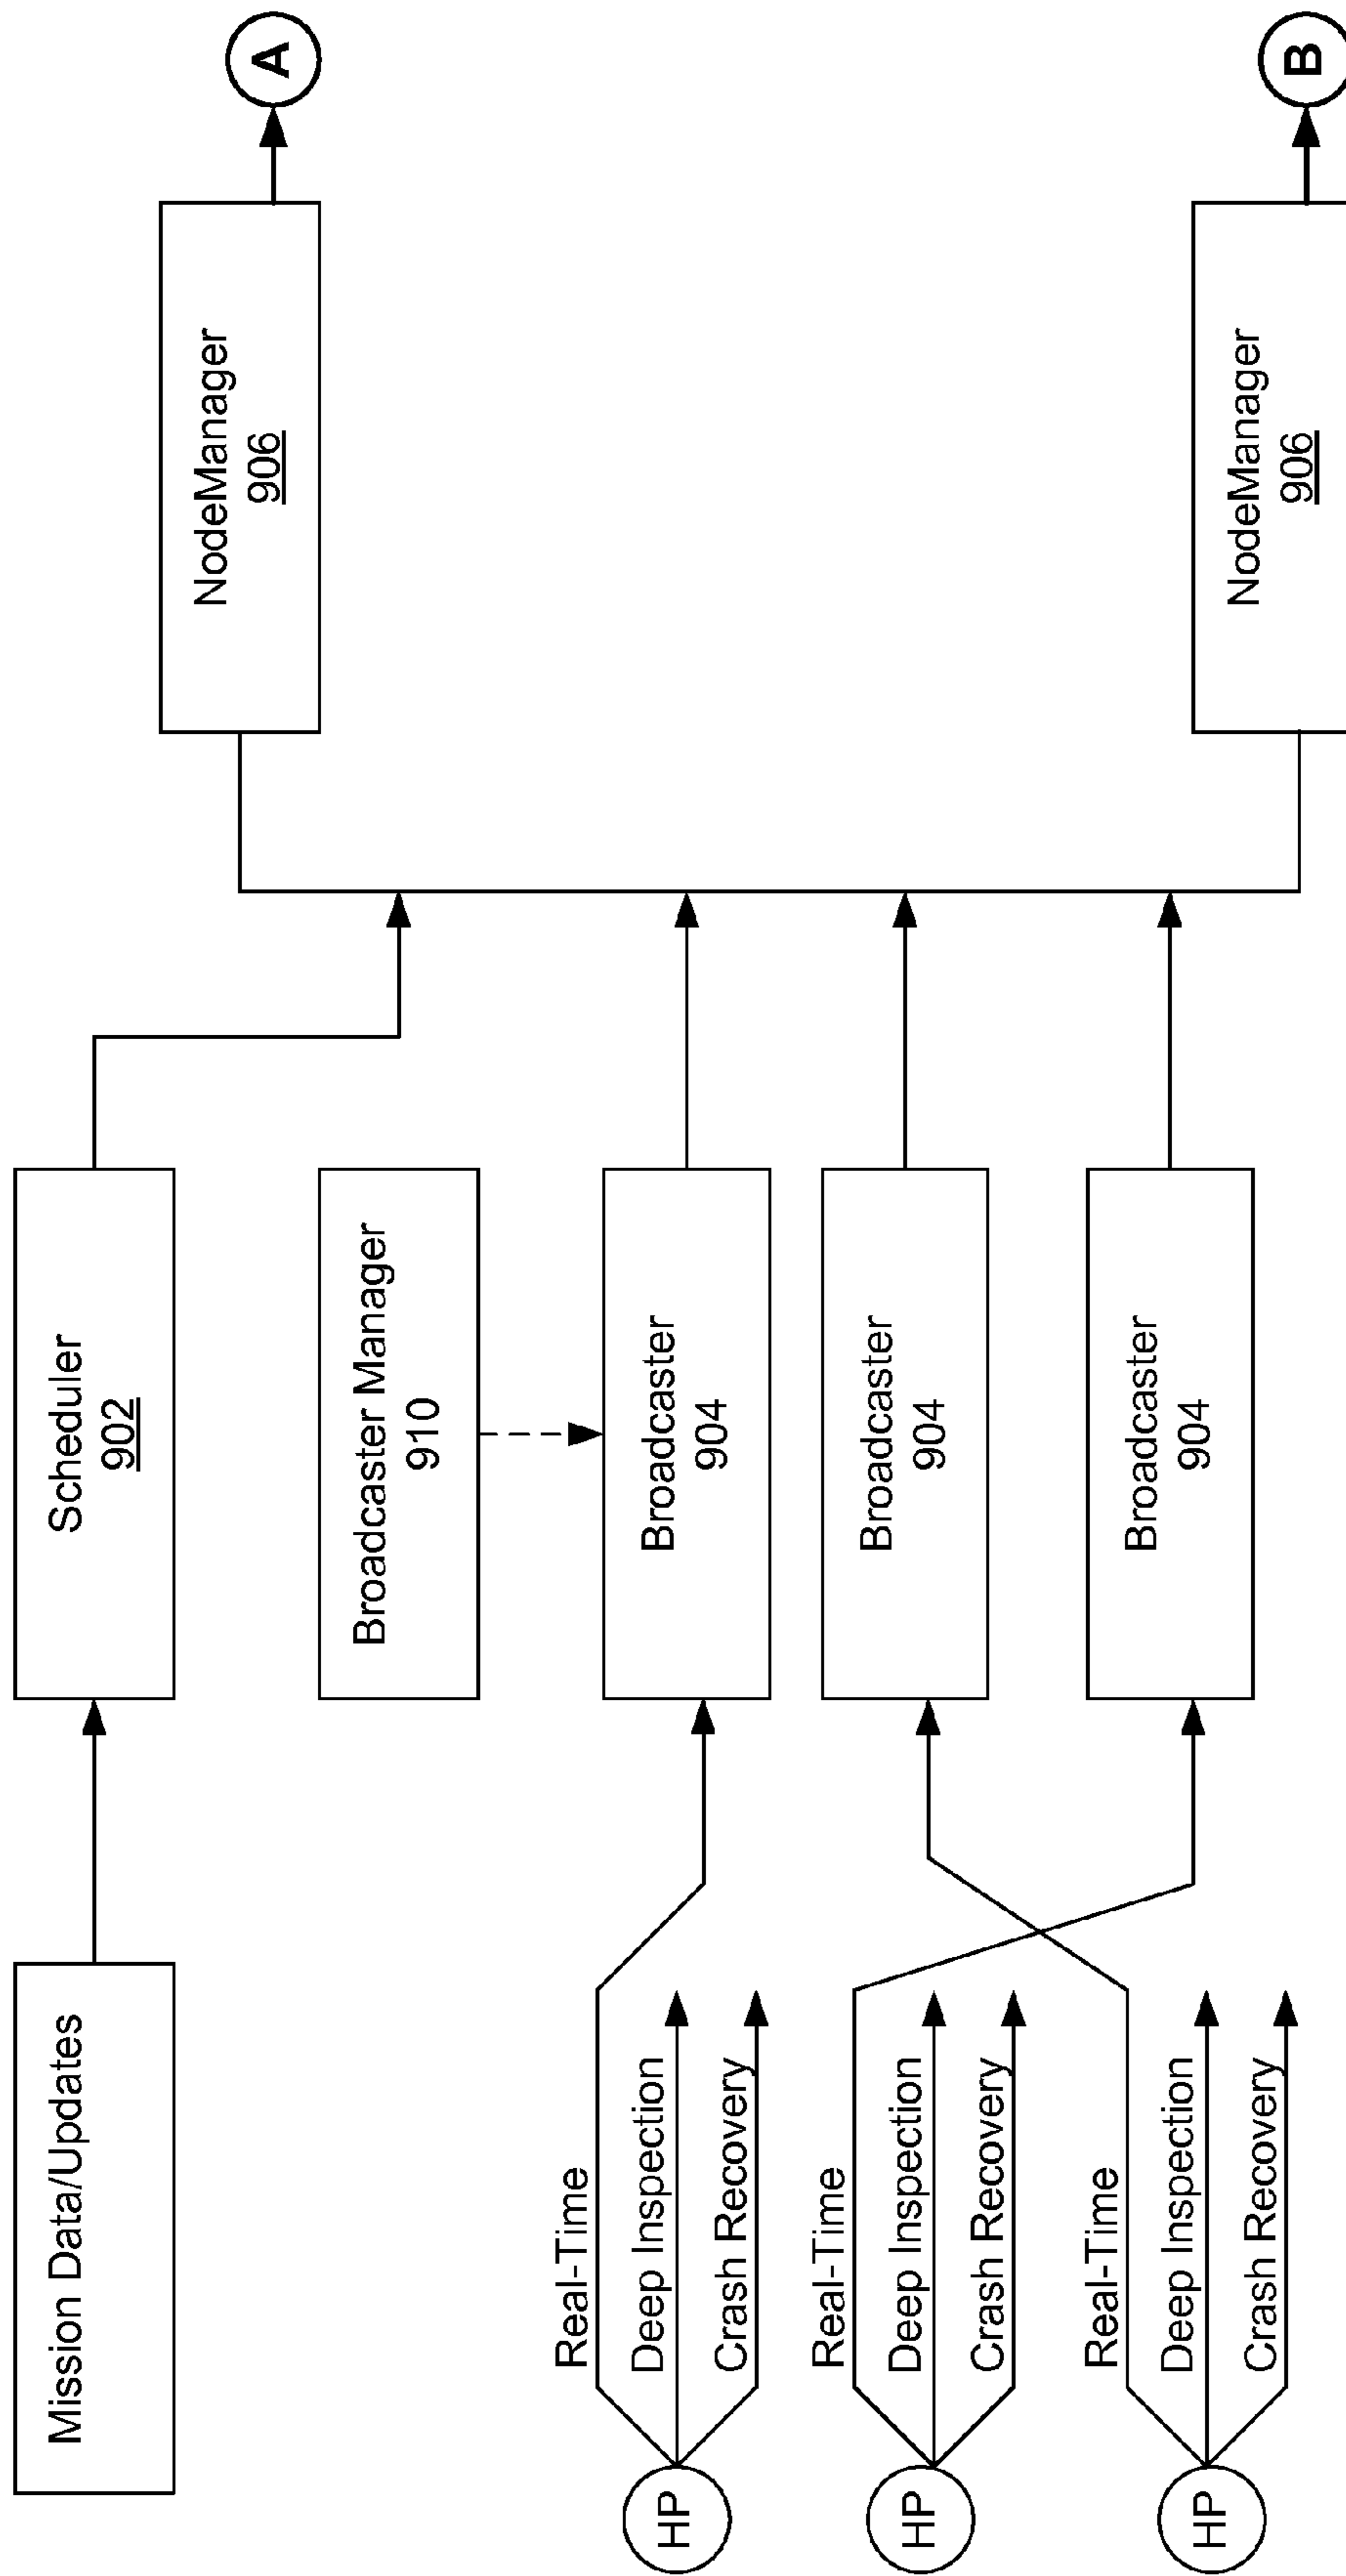 Mission Data/Updates
Scheduler
902
Broadcaster Manager
910
HP
Real-Time
Deep Inspection
Crash Recovery
Broadcaster
904
HP
Real-Time
Deep Inspection
Crash Recovery
Broadcaster
904
HP
Real-Time
Deep Inspection
Crash Recovery
Broadcaster
904
NodeManager
906
A
NodeManager
906
B